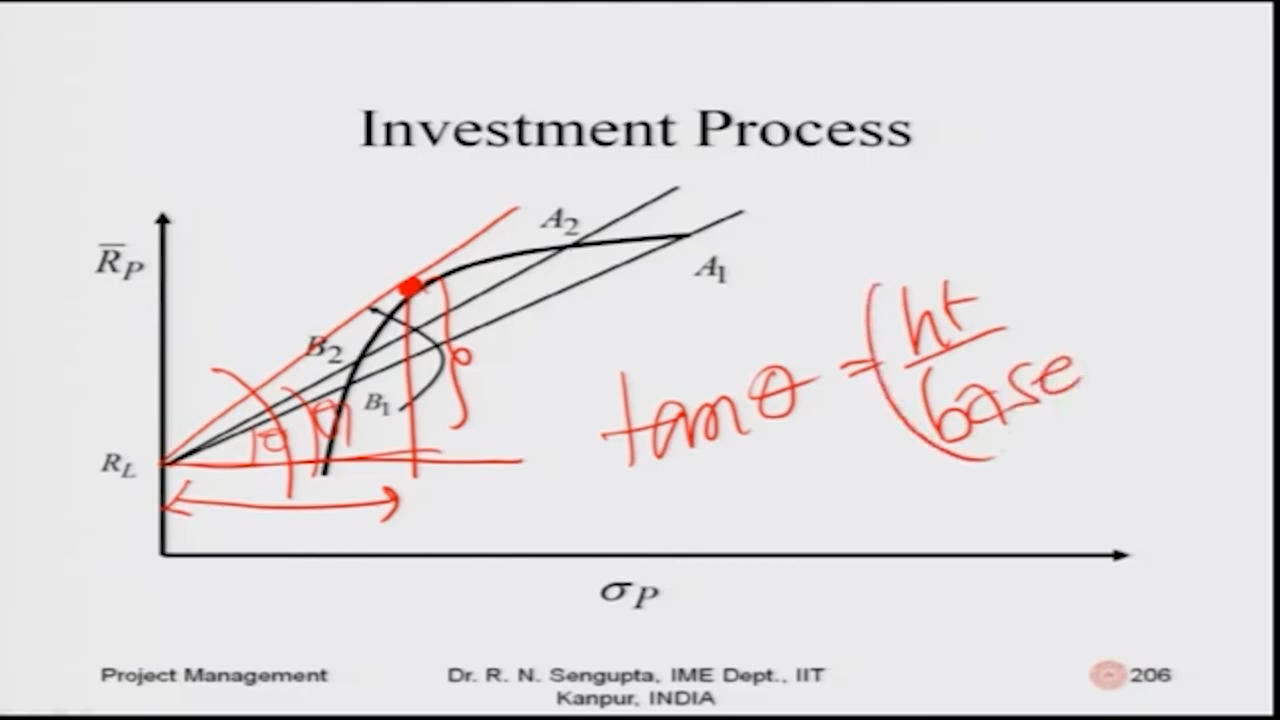 Investment Process
R̄P
A2
A1
B2
B1
θ
θ
RL
tan θ = (ht
base
σP
Project Management
Dr. R. N. Sengupta, IME Dept., IIT
Kanpur, INDIA
206